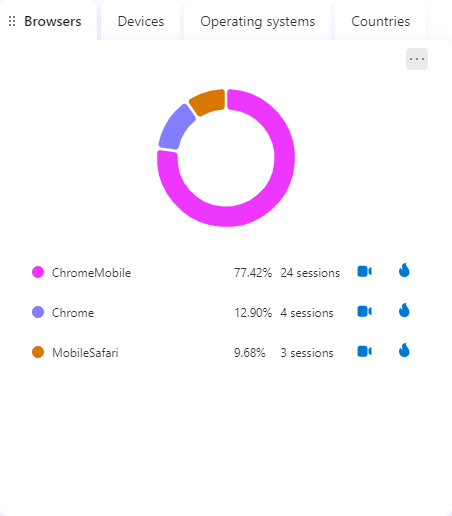 Browsers Devices Operating systems Countries
ChromeMobile 77.42% 24 sessions
Chrome 12.90% 4 sessions
MobileSafari 9.68% 3 sessions